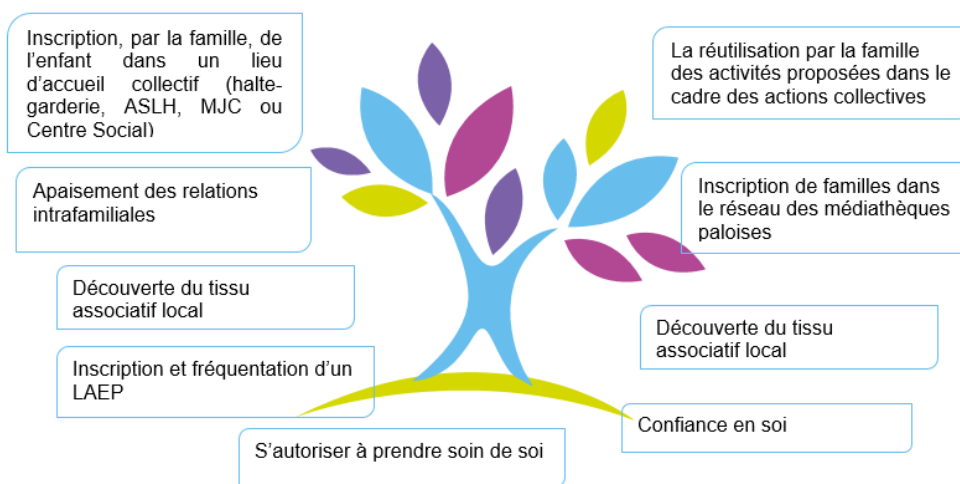 Inscription, par la famille, de
l’enfant dans un lieu
d’accueil collectif (halte-
garderie, ASLH, MJC ou
Centre Social)
La réutilisation par la famille
des activités proposées dans le
cadre des actions collectives
Apaisement des relations
intrafamiliales
Inscription de familles dans
le réseau des médiathèques
paloises
Découverte du tissu
associatif local
Découverte du tissu
associatif local
Inscription et fréquentation d’un
LAEP
Confiance en soi
S’autoriser à prendre soin de soi